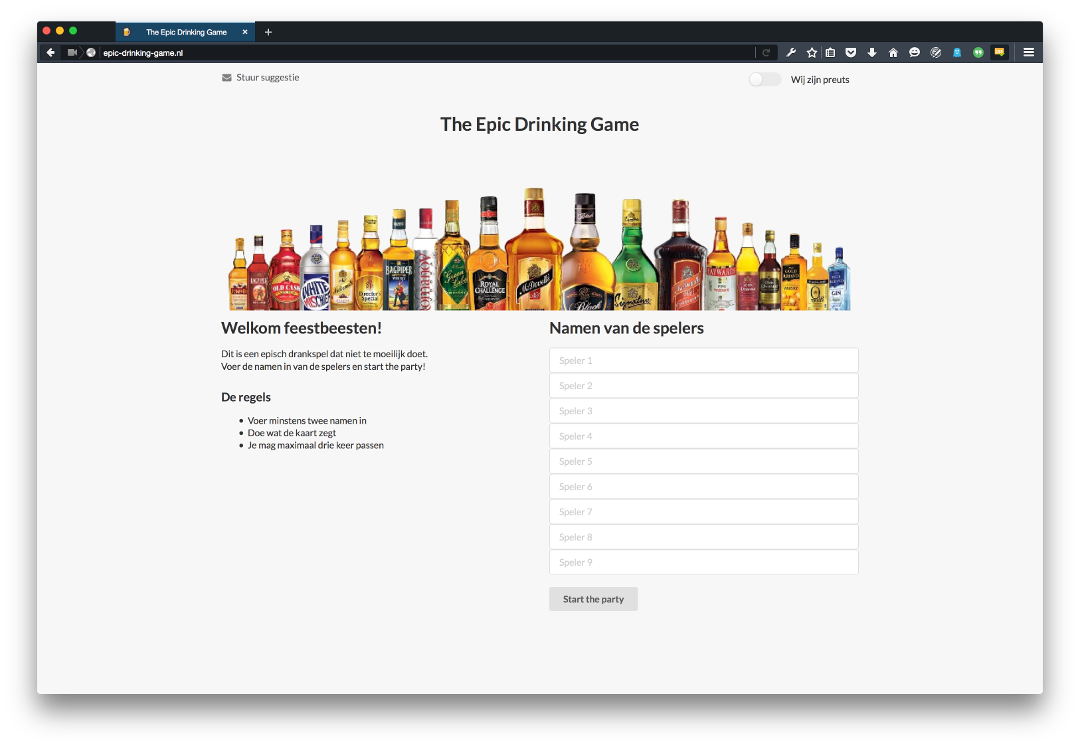 The Epic Drinking Game
epic-drinking-game.nl
Stuur suggestie
Wij zijn preuts
The Epic Drinking Game
BAGPIPER
OLD CASK
WHITE
MISCHIEF
Director's
Special
BAGPIPER
Green Label
ROYAL
CHALLENGE
McDowell's
Black
Signature
HAYWARDS
GIN
Welkom feestbeesten!
Dit is een episch drankspel dat niet te moeilijk doet.
Voer de namen in van de spelers en start the party!
De regels
Voer minstens twee namen in
Doe wat de kaart zegt
Je mag maximaal drie keer passen
Namen van de spelers
Speler 1
Speler 2
Speler 3
Speler 4
Speler 5
Speler 6
Speler 7
Speler 8
Speler 9
Start the party